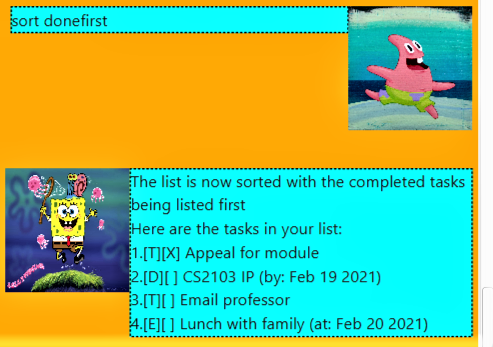 sort donefirst
The list is now sorted with the completed tasks
being listed first
Here are the tasks in your list:
1.[T][X] Appeal for module
2.[D][ ] CS2103 IP (by: Feb 19 2021)
3.[T][ ] Email professor
4.[E][ ] Lunch with family (at: Feb 20 2021)